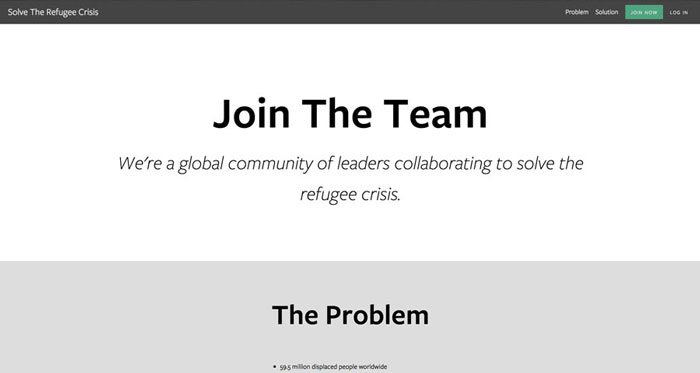 Solve The Refugee Crisis
Problem Solution JOIN NOW LOG IN
Join The Team
We're a global community of leaders collaborating to solve the
refugee crisis.
The Problem
• 59.5 million displaced people worldwide